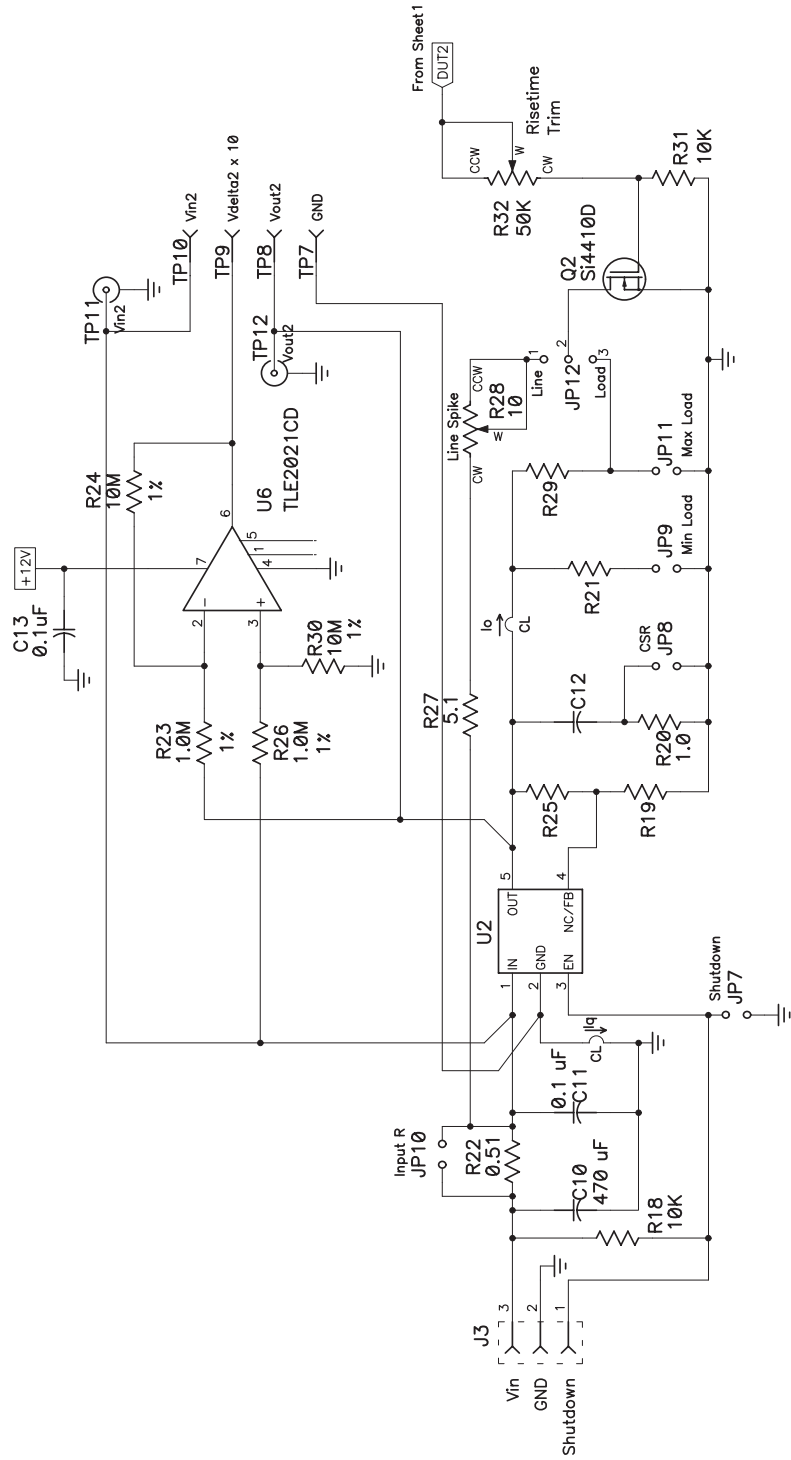 From Sheet1
DUT2
Risetime
Trim
CCW
W
CW
R32
50K
R31
10K
Q2
Si4410D
TP11
Vin2
TP10
Vin2
TP9
Vdelta2 x 10
TP8
Vout2
TP7
GND
TP12
Vout2
R24
10M
1%
U6
TLE2021CD
6
7
5
1
4
2
3
−
+
+12V
C13
0.1uF
R30
10M
1%
R23
1.0M
1%
R26
1.0M
1%
Line Spike
CCW
R28
10
W
CW
Line
1
2
3
JP12
Load
R29
JP11
Max Load
R21
JP9
Min Load
Io
CL
CSR
JP8
C12
R20
1.0
R27
5.1
R25
R19
U2
OUT
5
NC/FB
4
IN
1
GND
2
EN
3
Shutdown
JP7
Iq
CL
0.1 uF
C11
Input R
JP10
R22
0.51
C10
470 uF
R18
10K
J3
3
2
1
Vin
GND
Shutdown